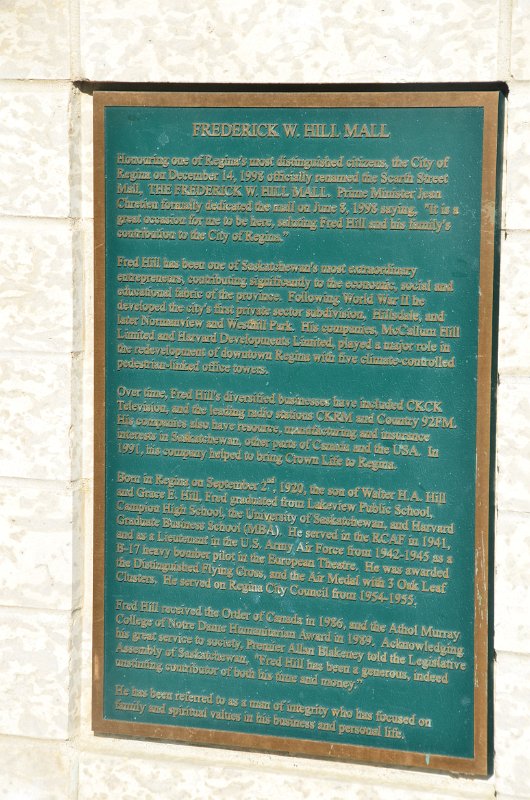 FREDERICK W. HILL MALL
Honouring one of Regina's most distinguished citizens, the City of
Regina on December 14, 1998 officially renamed the Scarth Street
Mall, THE FREDERICK W. HILL MALL. Prime Minister Jean
Chretien formally dedicated the mall on June 8, 1998 saying, "It is a
great occasion for me to be here, saluting Fred Hill and his family's
contribution to the City of Regina."
Fred Hill has been one of Saskatchewan's most extraordinary
entrepreneurs, contributing significantly to the economic, social and
educational fabric of the province. Following World War II he
developed the city's first private sector subdivision, Hillsdale, and
later Normanview and Westhill Park. His companies, McCallum Hill
Limited and Harvard Developments Limited, played a major role in
the redevelopment of downtown Regina with five climate-controlled
pedestrian-linked office towers.
Over time, Fred Hill's diversified businesses have included CKCK
Television, and the leading radio stations CKRM and Country 92FM.
His companies also have resource, manufacturing and insurance
interests in Saskatchewan, other parts of Canada and the USA. In
1991, his company helped to bring Crown Life to Regina.
Born in Regina on September 2nd, 1920, the son of Walter H.A. Hill
and Grace E. Hill, Fred graduated from Lakeview Public School,
Campion High School, the University of Saskatchewan, and Harvard
Graduate Business School (MBA). He served in the RCAF in 1941,
and as a Lieutenant in the U.S. Army Air Force from 1942-1945 as a
B-17 heavy bomber pilot in the European Theatre. He was awarded
the Distinguished Flying Cross, and the Air Medal with 3 Oak Leaf
Clusters. He served on Regina City Council from 1954-1955.
Fred Hill received the Order of Canada in 1986, and the Athol Murray
College of Notre Dame Humanitarian Award in 1989. Acknowledging
his great service to society, Premier Allan Blakeney told the Legislative
Assembly of Saskatchewan, "Fred Hill has been a generous, indeed
unstinting contributor of both his time and money."
He has been referred to as a man of integrity who has focused on
family and spiritual values in his business and personal life.